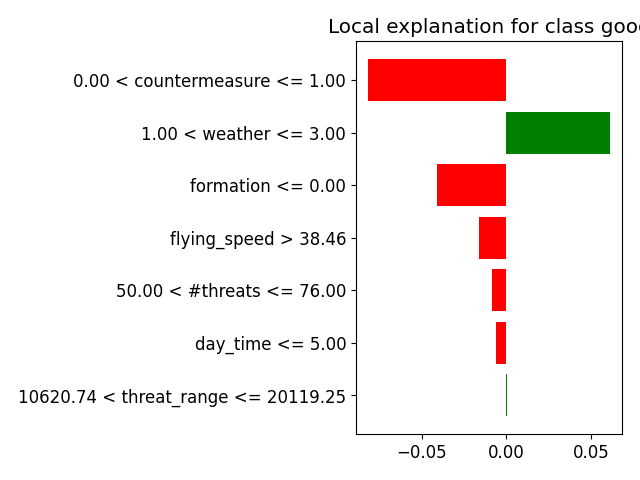 Local explanation for class goo
0.00 < countermeasure <= 1.00
1.00 < weather <= 3.00
formation <= 0.00
flying_speed > 38.46
50.00 < #threats <= 76.00
day_time <= 5.00
10620.74 < threat_range <= 20119.25
−0.05 0.00 0.05